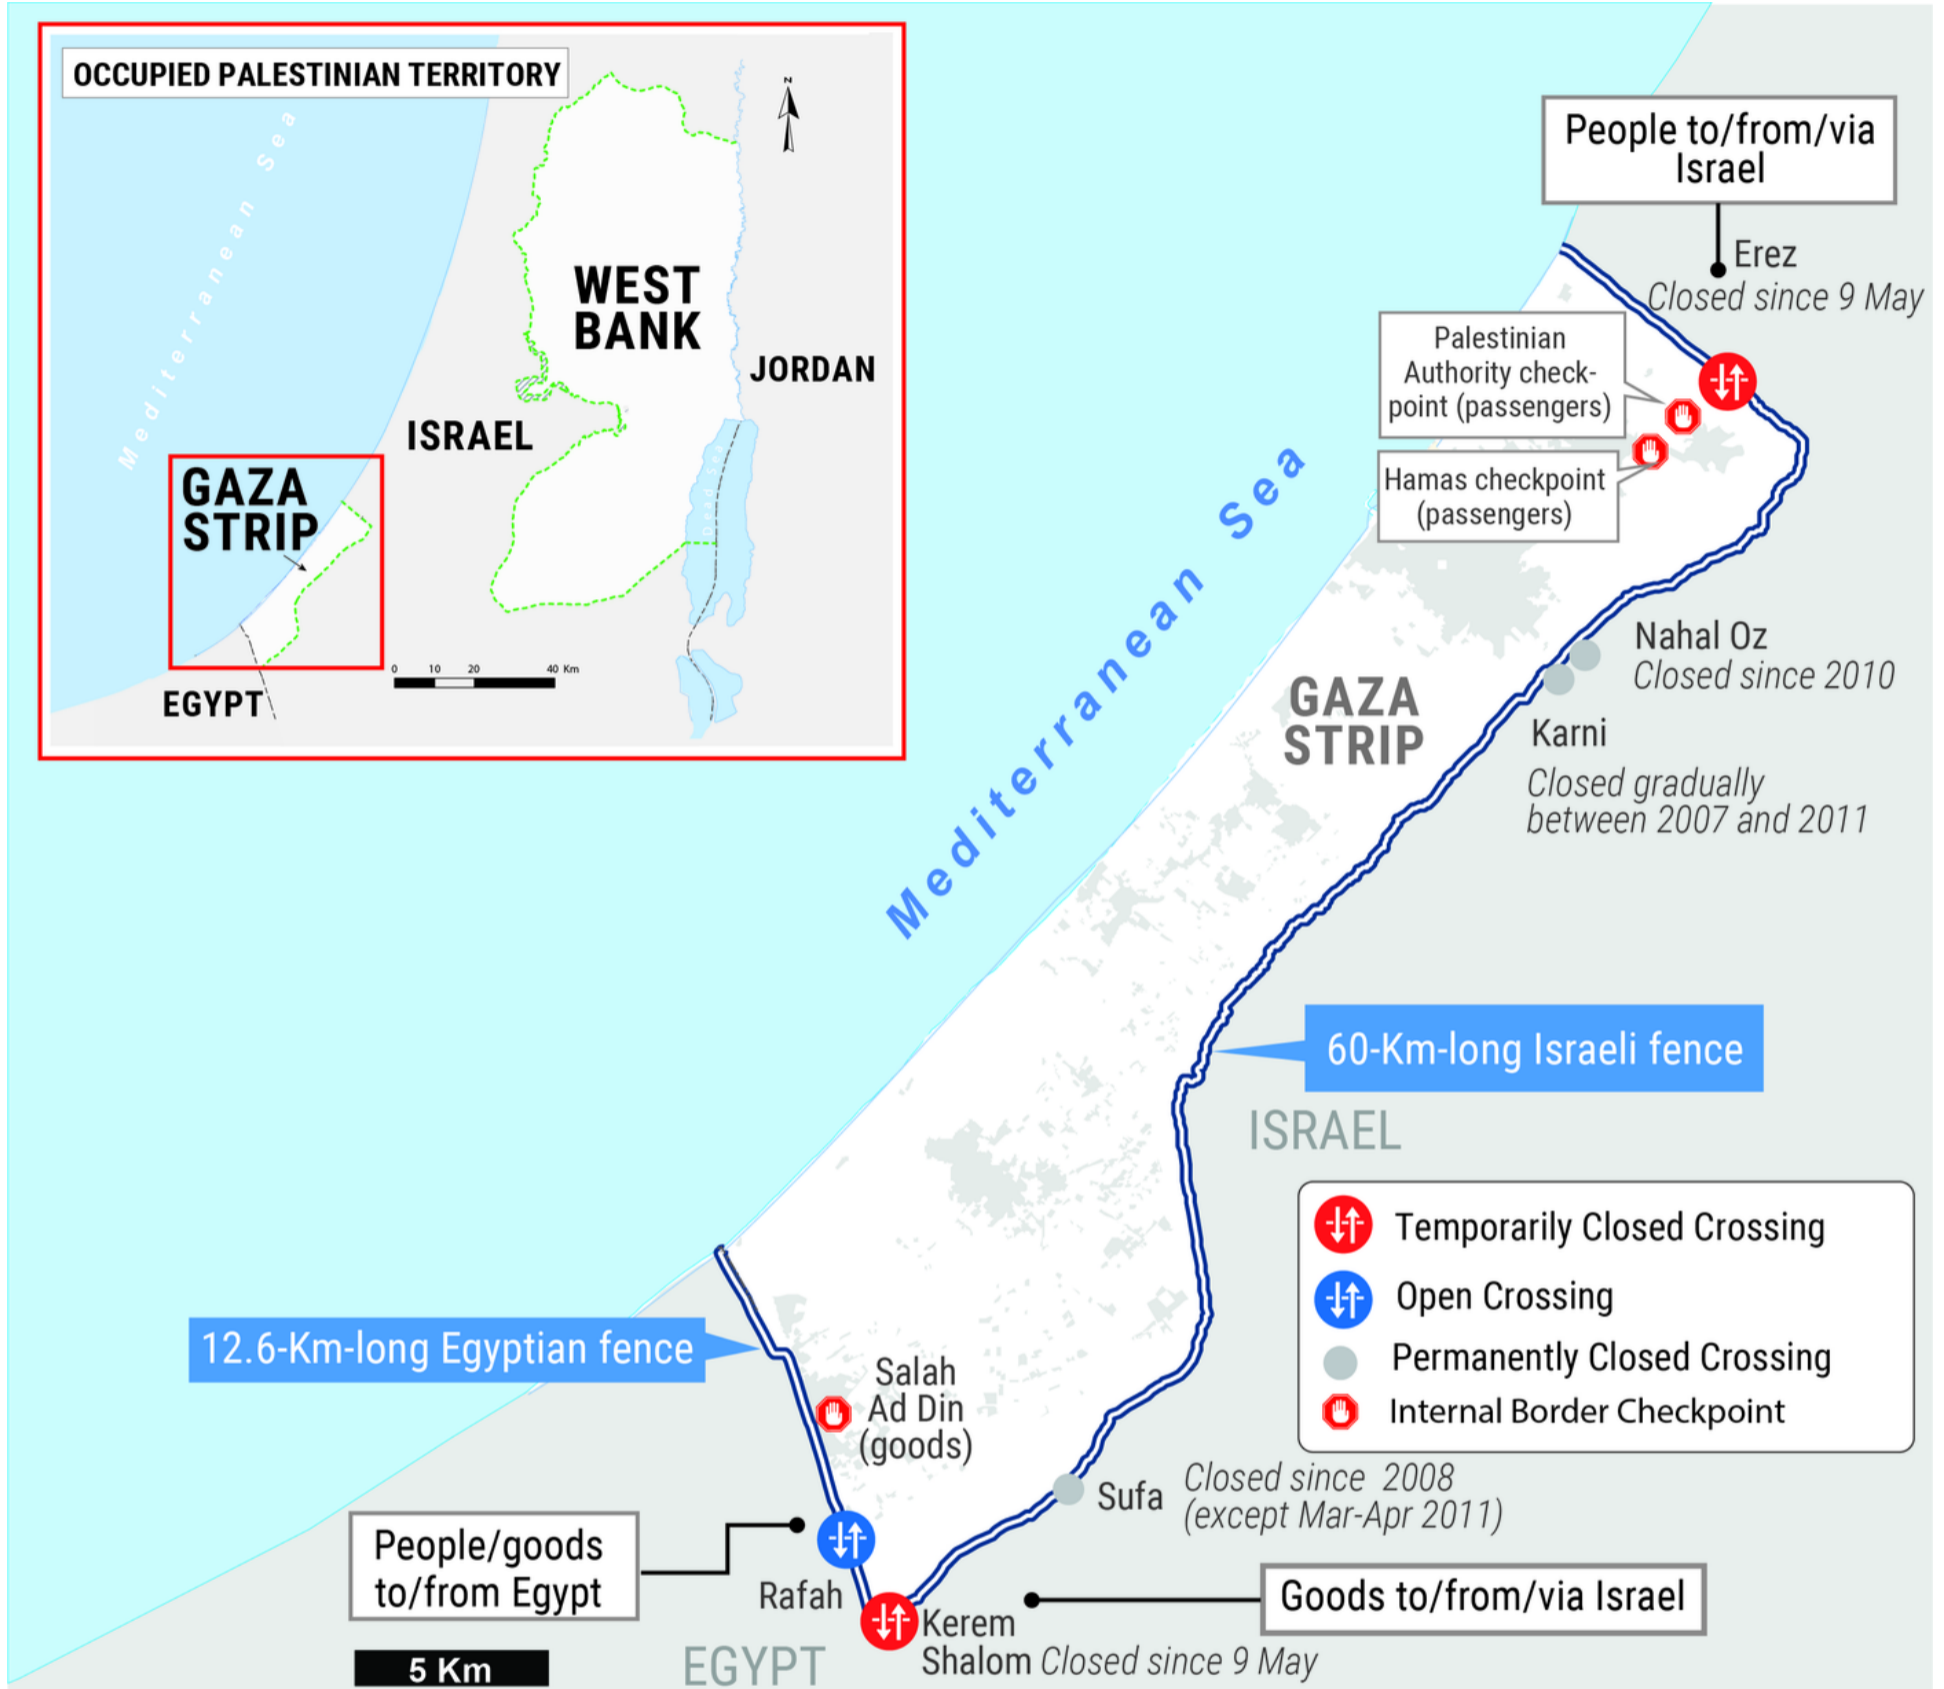 OCCUPIED PALESTINIAN TERRITORY
N
Mediterranean Sea
WEST
BANK
JORDAN
ISRAEL
Dead Sea
GAZA
STRIP
EGYPT
0 10 20 40 Km
People to/from/via
Israel
Erez
Closed since 9 May
Palestinian
Authority check-
point (passengers)
Hamas checkpoint
(passengers)
Mediterranean Sea
Nahal Oz
Closed since 2010
GAZA
STRIP
Karni
Closed gradually
between 2007 and 2011
60-Km-long Israeli fence
ISRAEL
Temporarily Closed Crossing
Open Crossing
Permanently Closed Crossing
Internal Border Checkpoint
12.6-Km-long Egyptian fence
Salah
Ad Din
(goods)
Sufa
Closed since 2008
(except Mar-Apr 2011)
People/goods
to/from Egypt
Rafah
Goods to/from/via Israel
Kerem
Shalom Closed since 9 May
EGYPT
5 Km